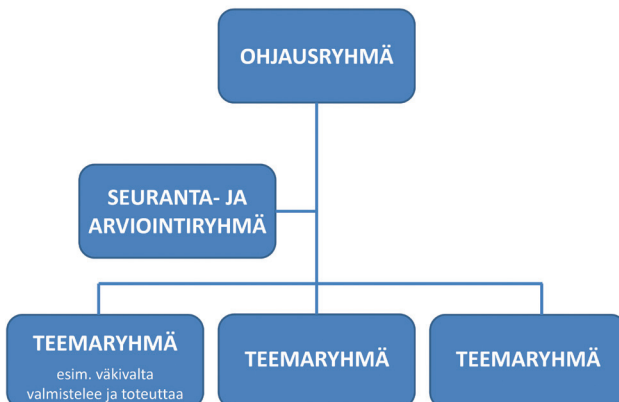 OHJAUSRYHMÄ
SEURANTA- JA
ARVIOINTIRYHMÄ
TEEMARYHMÄ
esim. väkivalta
valmistelee ja toteuttaa
TEEMARYHMÄ
TEEMARYHMÄ